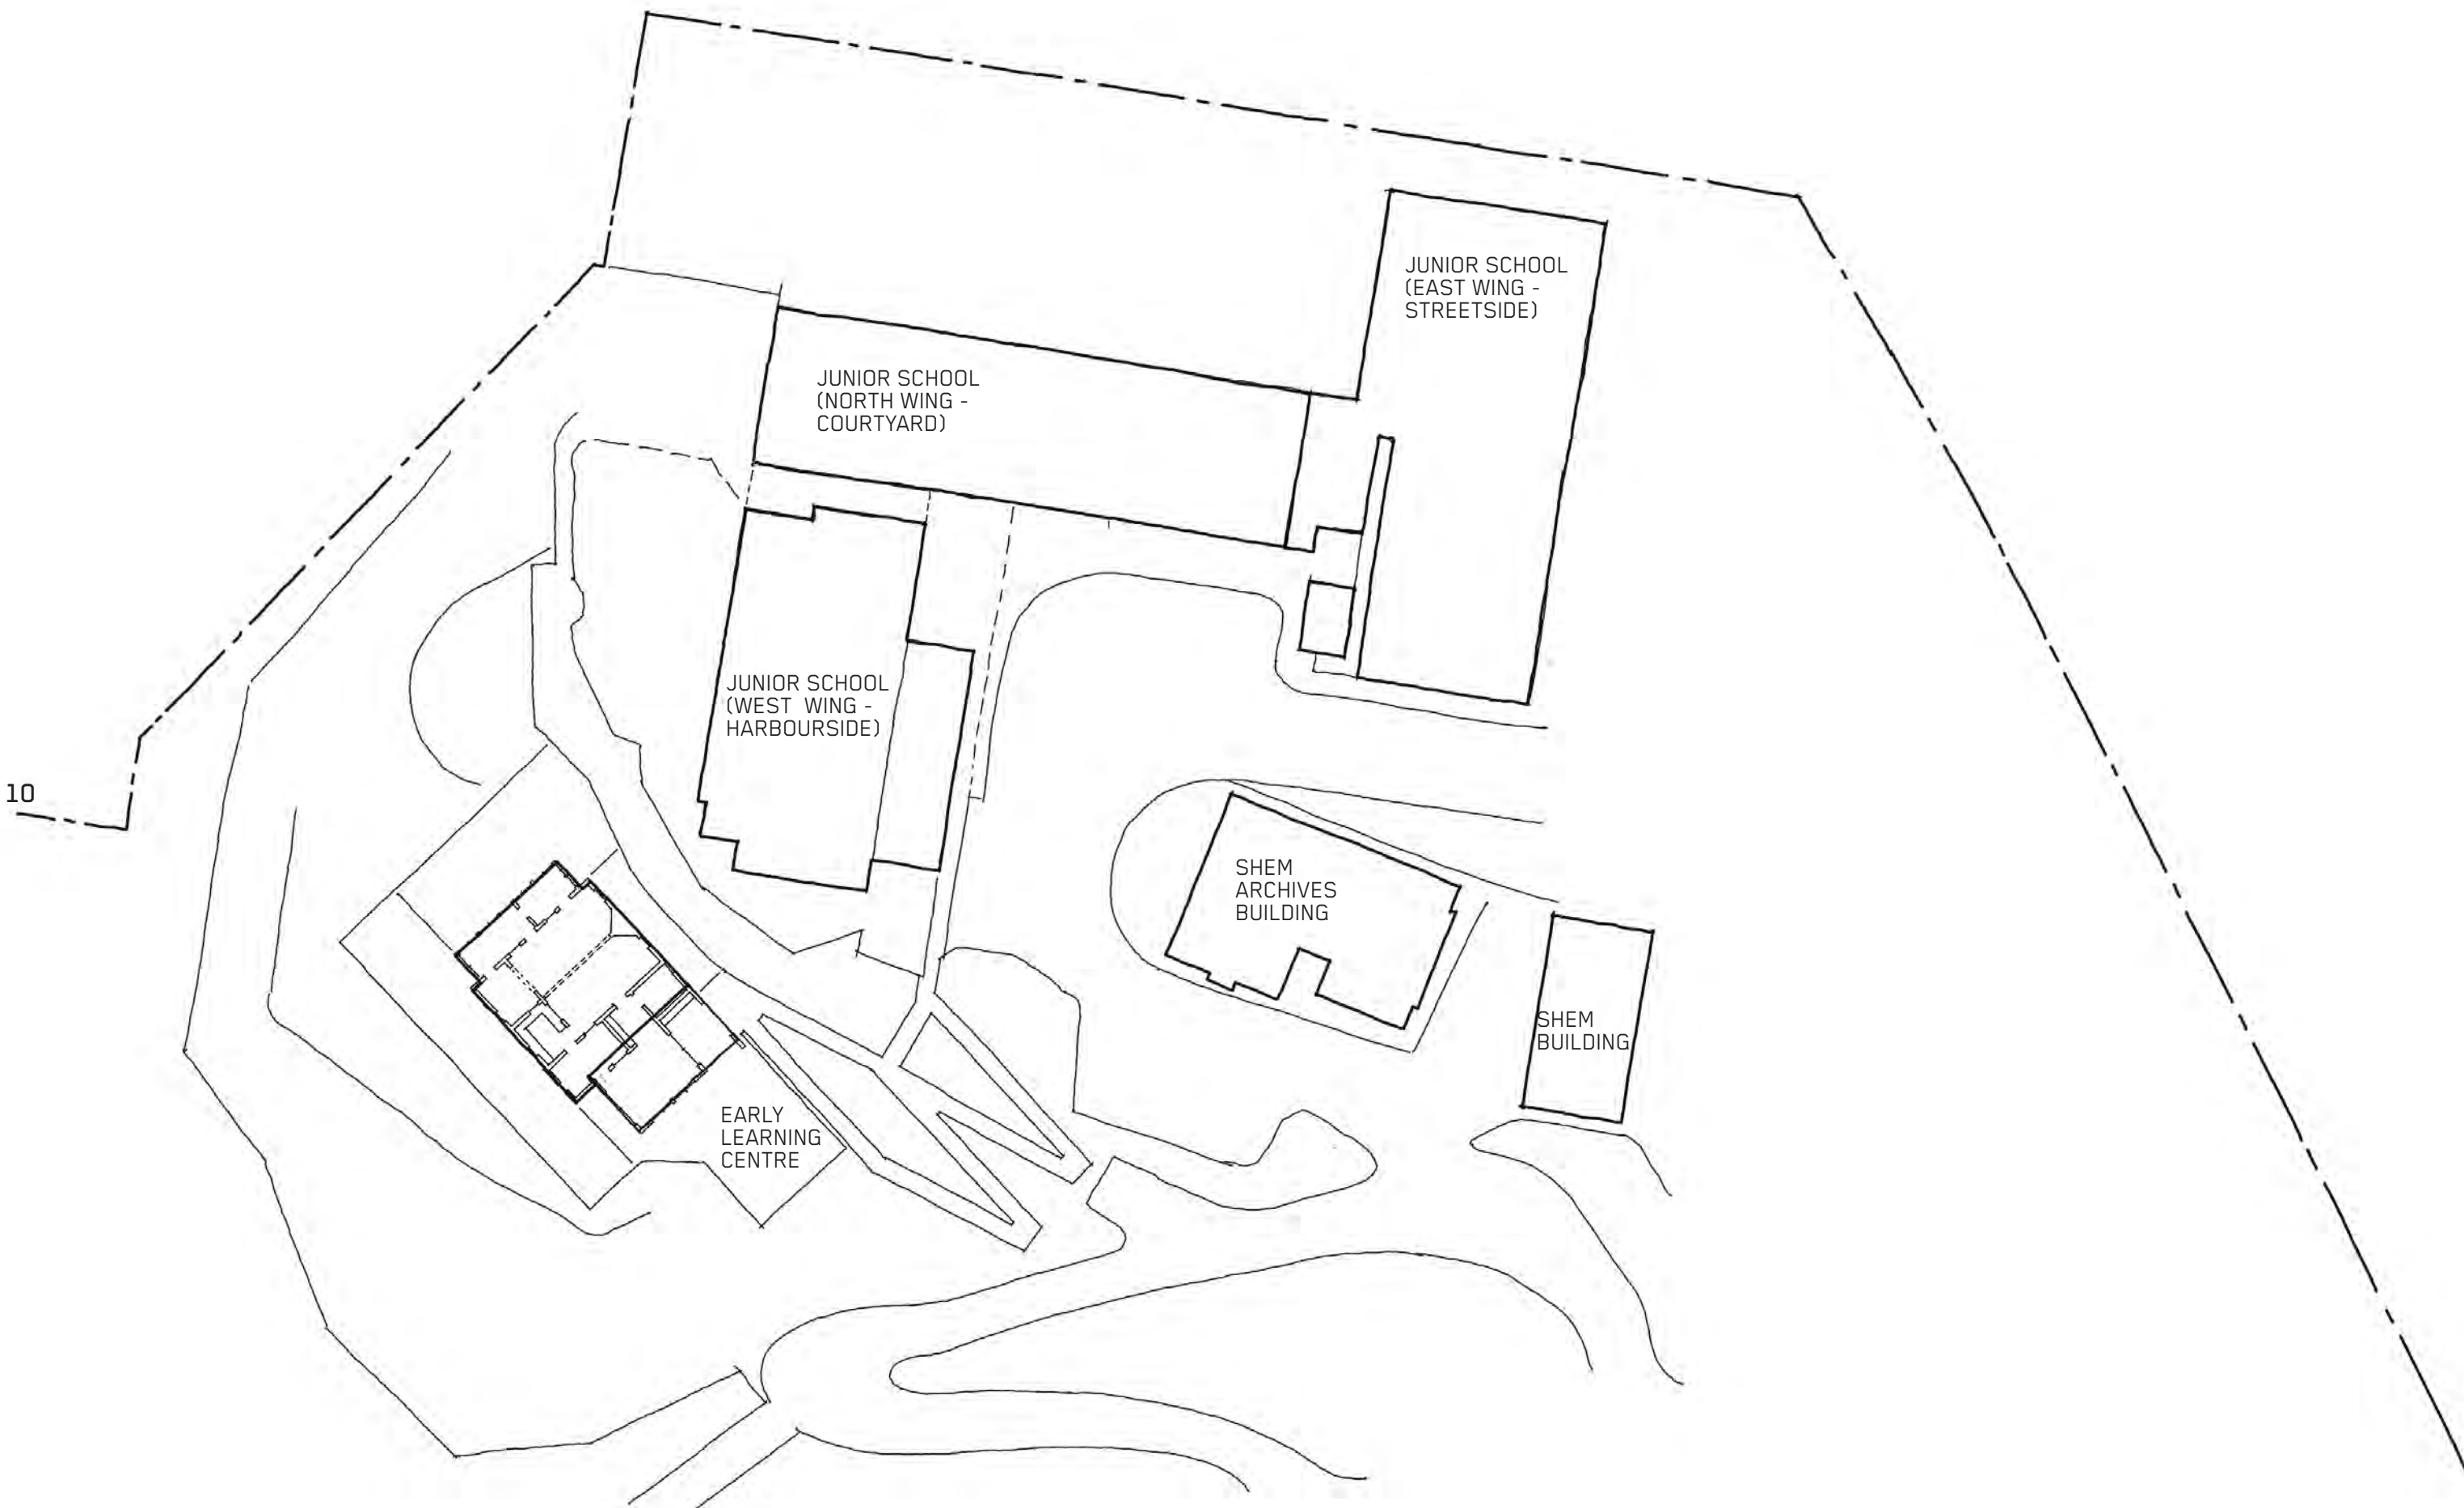 JUNIOR SCHOOL
(EAST WING -
STREETSIDE)
JUNIOR SCHOOL
(NORTH WING -
COURTYARD)
JUNIOR SCHOOL
(WEST WING -
HARBOURSIDE)
10
SHEM
ARCHIVES
BUILDING
SHEM
BUILDING
EARLY
LEARNING
CENTRE